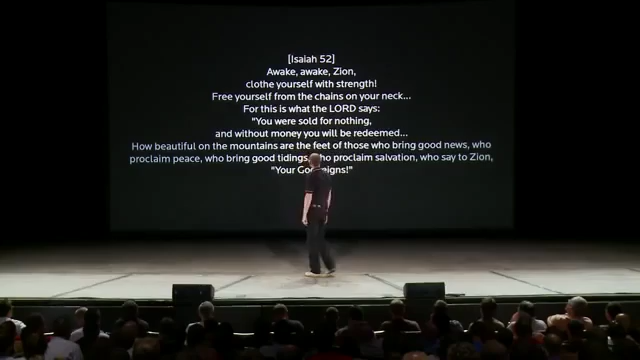 [Isaiah 52]
Awake, awake, Zion,
clothe yourself with strength!
Free yourself from the chains on your neck...
For this is what the LORD says:
"You were sold for nothing,
and without money you will be redeemed...
How beautiful on the mountains are the feet of those who bring good news, who
proclaim peace, who bring good tidings, who proclaim salvation, who say to Zion,
"Your God reigns!"